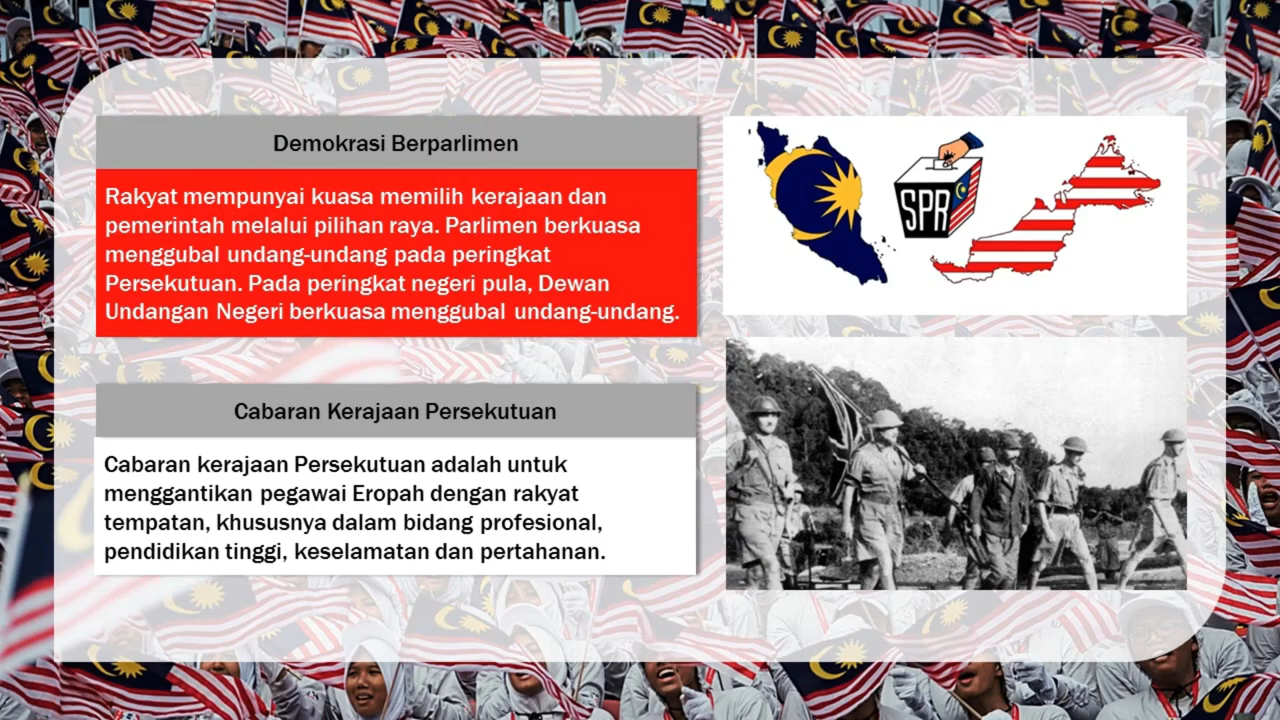 Demokrasi Berparlimen
Rakyat mempunyai kuasa memilih kerajaan dan
pemerintah melalui pilihan raya. Parlimen berkuasa
menggubal undang-undang pada peringkat
Persekutuan. Pada peringkat negeri pula, Dewan
Undangan Negeri berkuasa menggubal undang-undang.
SPR
Cabaran Kerajaan Persekutuan
Cabaran kerajaan Persekutuan adalah untuk
menggantikan pegawai Eropah dengan rakyat
tempatan, khususnya dalam bidang profesional,
pendidikan tinggi, keselamatan dan pertahanan.